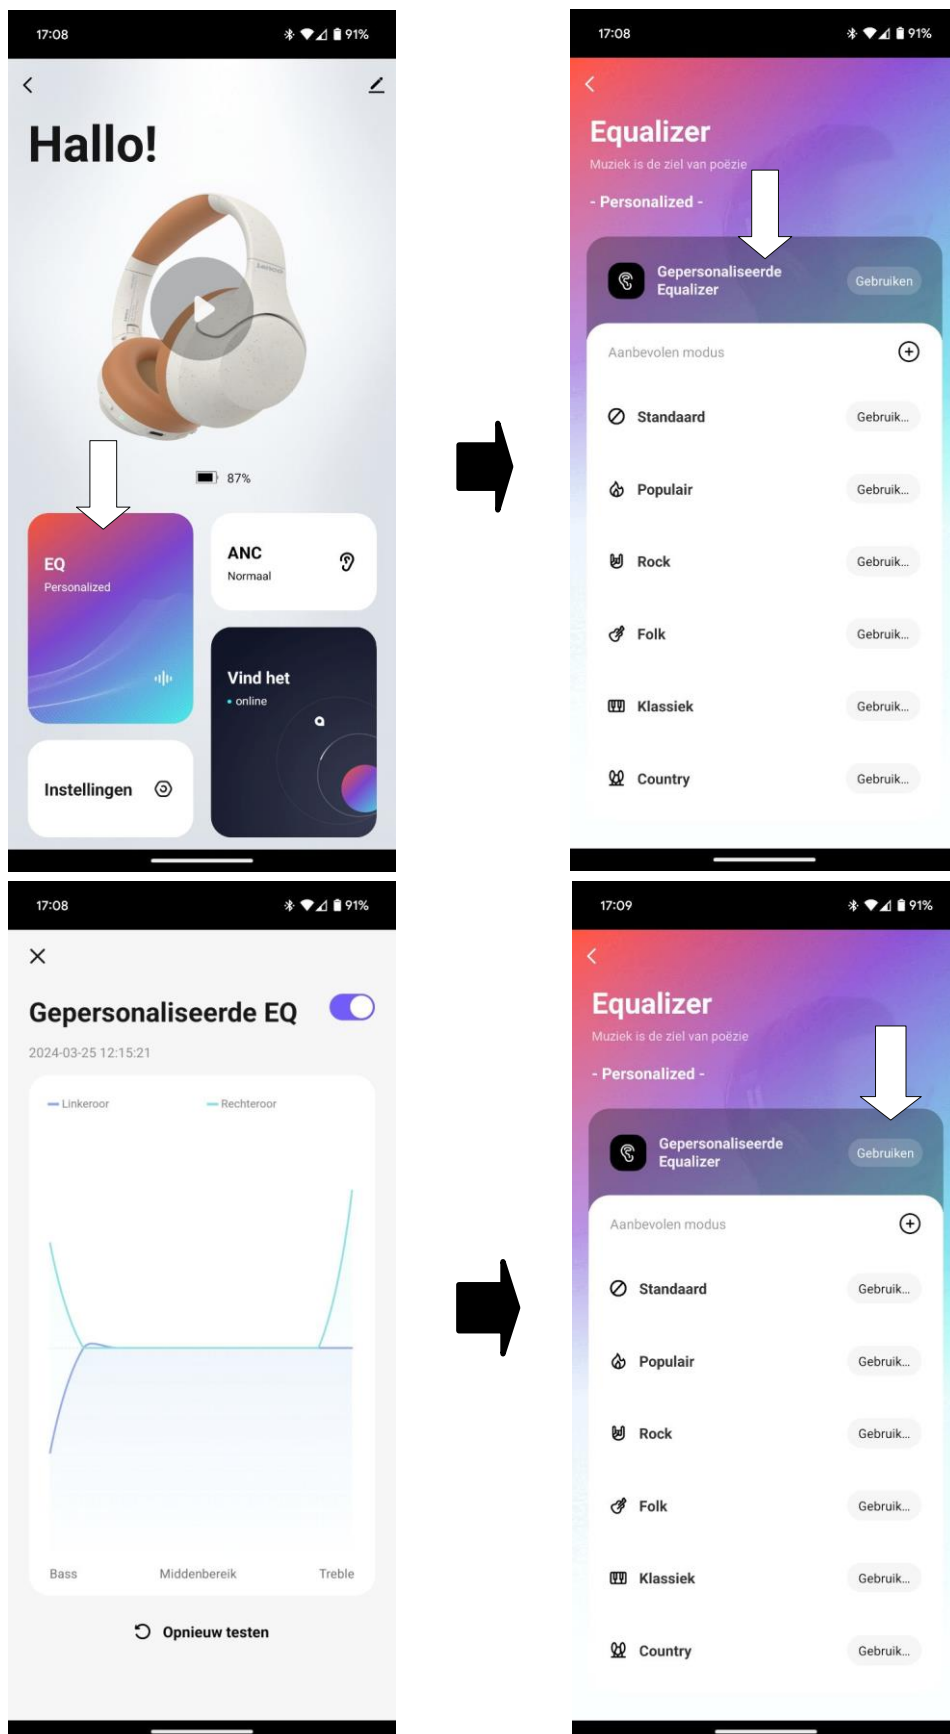 17:08
91%
Hallo!
87%
EQ
Personalized
ANC
Normaal
Vind het
online
Instellingen
17:08
91%
Equalizer
Muziek is de ziel van poëzie
- Personalized -
Gepersonaliseerde
Equalizer
Gebruiken
Aanbevolen modus
Standaard
Gebruik...
Populair
Gebruik...
Rock
Gebruik...
Folk
Gebruik...
Klassiek
Gebruik...
Country
Gebruik...
17:08
91%
Gepersonaliseerde EQ
2024-03-25 12:15:21
Linkeroor
Rechteroor
Bass
Middenbereik
Treble
Opnieuw testen
17:09
91%
Equalizer
Muziek is de ziel van poëzie
- Personalized -
Gepersonaliseerde
Equalizer
Gebruiken
Aanbevolen modus
Standaard
Gebruik...
Populair
Gebruik...
Rock
Gebruik...
Folk
Gebruik...
Klassiek
Gebruik...
Country
Gebruik...